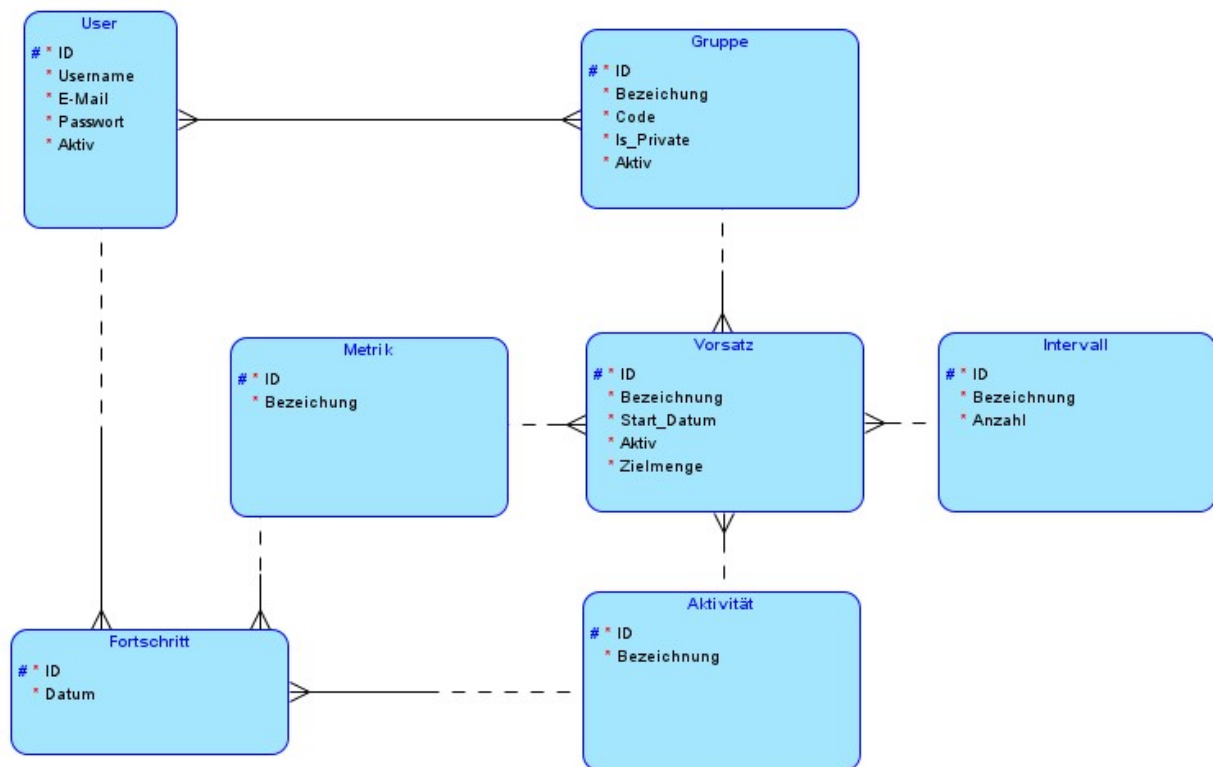 User
# * ID
* Username
* E-Mail
* Passwort
* Aktiv
Gruppe
# * ID
* Bezeichung
* Code
* Is_Private
* Aktiv
Metrik
# * ID
* Bezeichung
Vorsatz
# * ID
* Bezeichnung
* Start_Datum
* Aktiv
* Zielmenge
Intervall
# * ID
* Bezeichnung
* Anzahl
Fortschritt
# * ID
* Datum
Aktivität
# * ID
* Bezeichnung